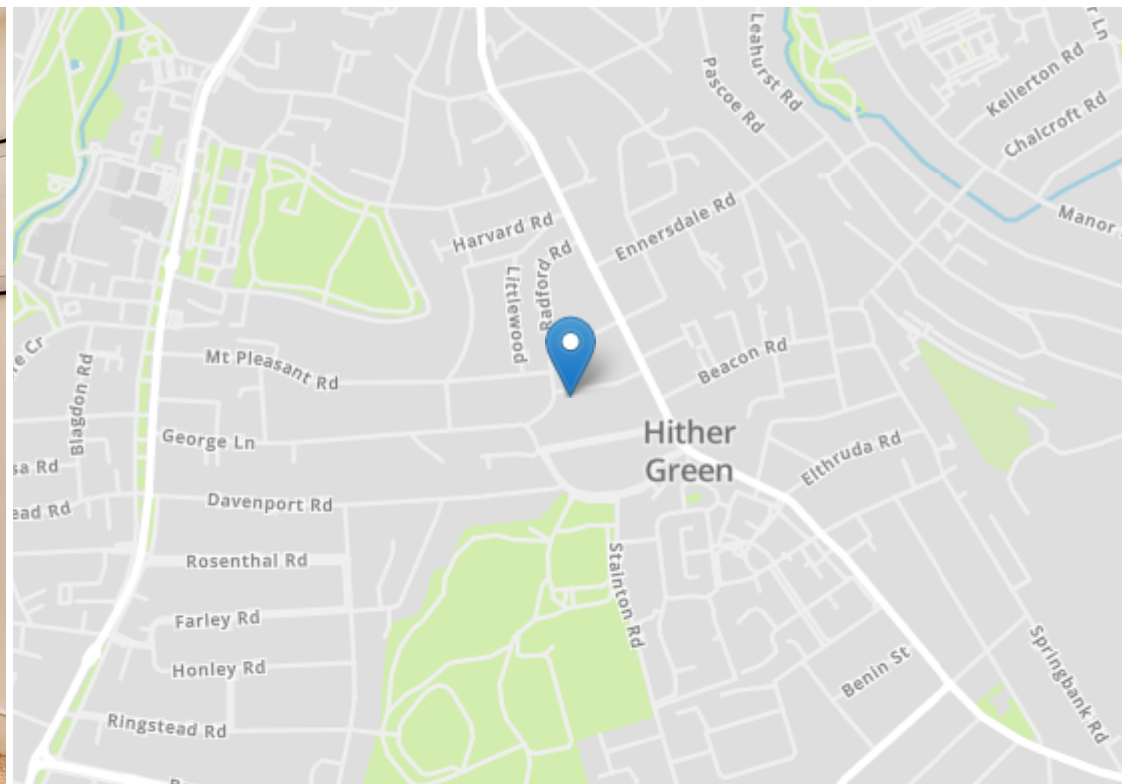 Leahurst Rd
Pascoe Rd
Kellerton Rd
Chalcroft Rd
Manor
Harvard Rd
Ennersdale Rd
Radford Rd
Littlewood
Mt Pleasant Rd
Beacon Rd
Blagdon Rd
George Ln
Hither
Green
Elthruda Rd
Davenport Rd
Rosenthal Rd
Stainton Rd
Farley Rd
Honley Rd
Benin St
Springbank Rd
Ringstead Rd